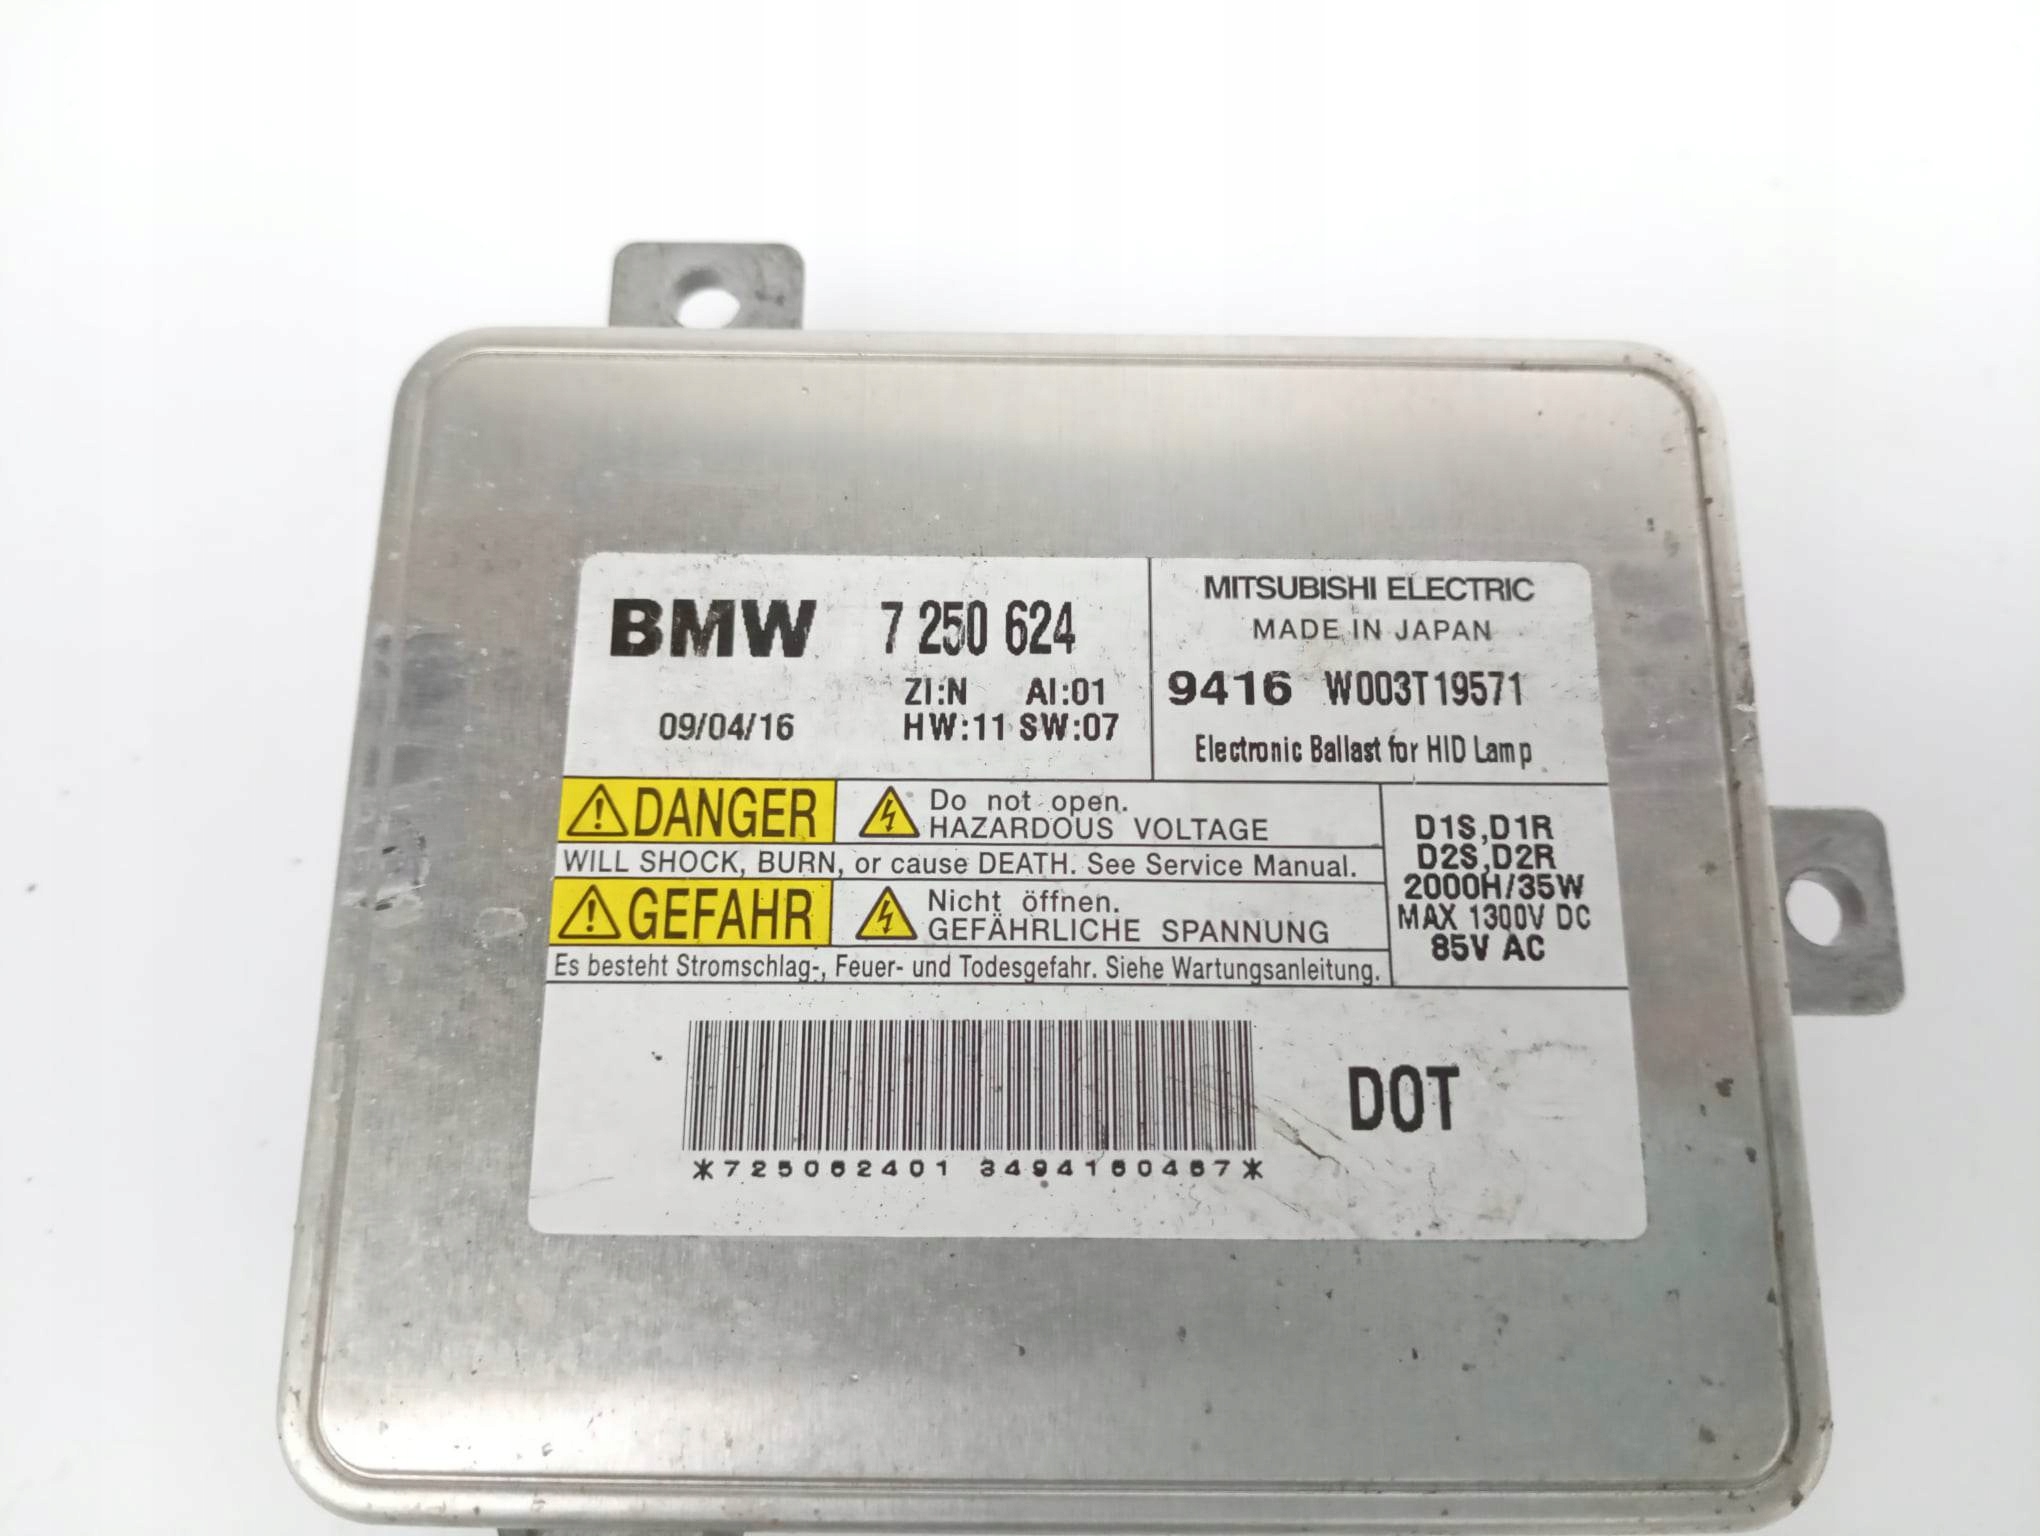 BMW 7 250 624
ZI:N AI:01
09/04/16 HW:11 SW:07
MITSUBISHI ELECTRIC
MADE IN JAPAN
9416 W003T19571
Electronic Ballast for HID Lamp
DANGER
Do not open.
HAZARDOUS VOLTAGE
WILL SHOCK, BURN, or cause DEATH. See Service Manual.
GEFAHR
Nicht öffnen.
GEFÄHRLICHE SPANNUNG
Es besteht Stromschlag-, Feuer- und Todesgefahr. Siehe Wartungsanleitung.
D1S,D1R
D2S,D2R
2000H/35W
MAX 1300V DC
85V AC
DOT
*725062401 3494160467*